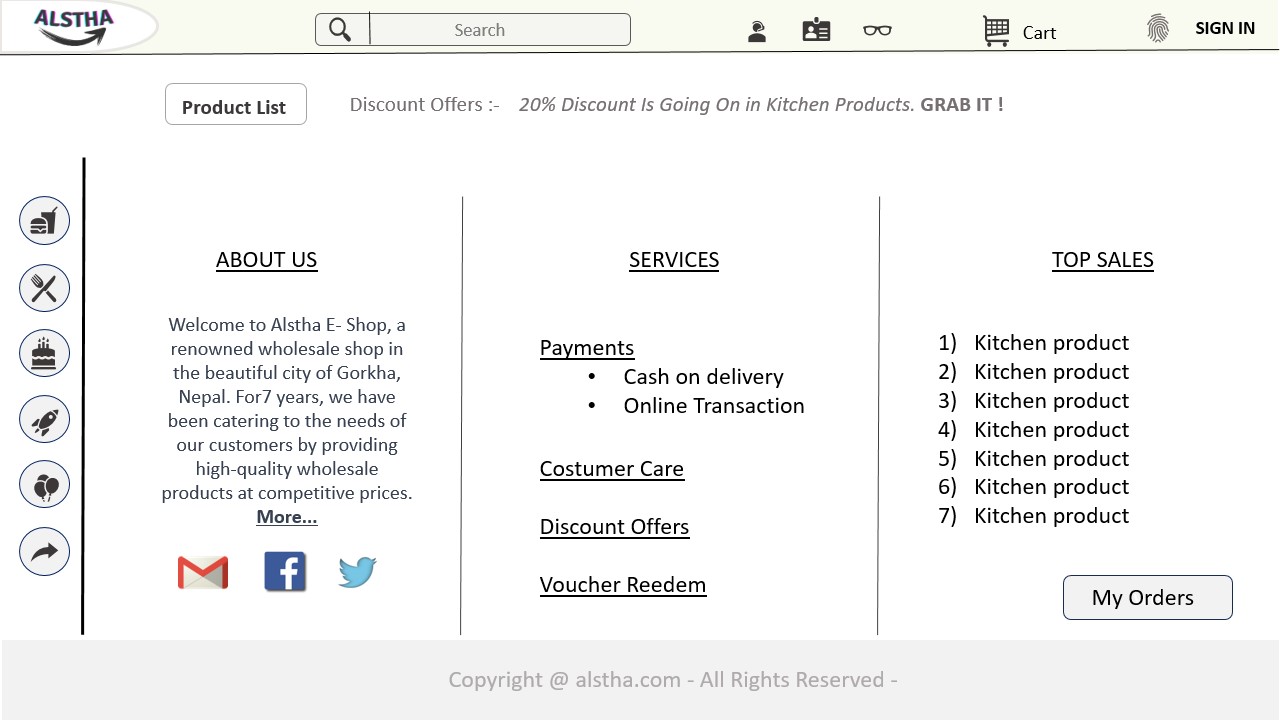 ALSTHA
Search
Cart
SIGN IN
Product List
Discount Offers :- 20% Discount Is Going On in Kitchen Products. GRAB IT !
ABOUT US
Welcome to Alstha E- Shop, a
renowned wholesale shop in
the beautiful city of Gorkha,
Nepal. For7 years, we have
been catering to the needs of
our customers by providing
high-quality wholesale
products at competitive prices.
More...
SERVICES
Payments
• Cash on delivery
• Online Transaction
Costumer Care
Discount Offers
Voucher Reedem
TOP SALES
1) Kitchen product
2) Kitchen product
3) Kitchen product
4) Kitchen product
5) Kitchen product
6) Kitchen product
7) Kitchen product
My Orders
Copyright @ alstha.com - All Rights Reserved -